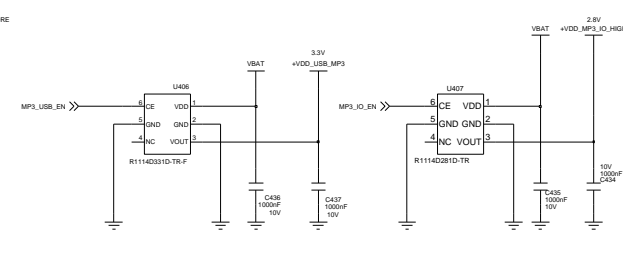 RE
2.8V
VBAT
+VDD_MP3_IO_HIGH
3.3V
VBAT
+VDD_USB_MP3
U406
MP3_USB_EN
6 CE VDD 1
5 GND GND 2
4 NC VOUT 3
R1114D331D-TR-F
C436
1000nF
10V
C437
1000nF
10V
U407
MP3_IO_EN
6 CE VDD 1
5 GND GND 2
4 NC VOUT 3
R1114D281D-TR
C435
1000nF
10V
10V
1000nF
C434